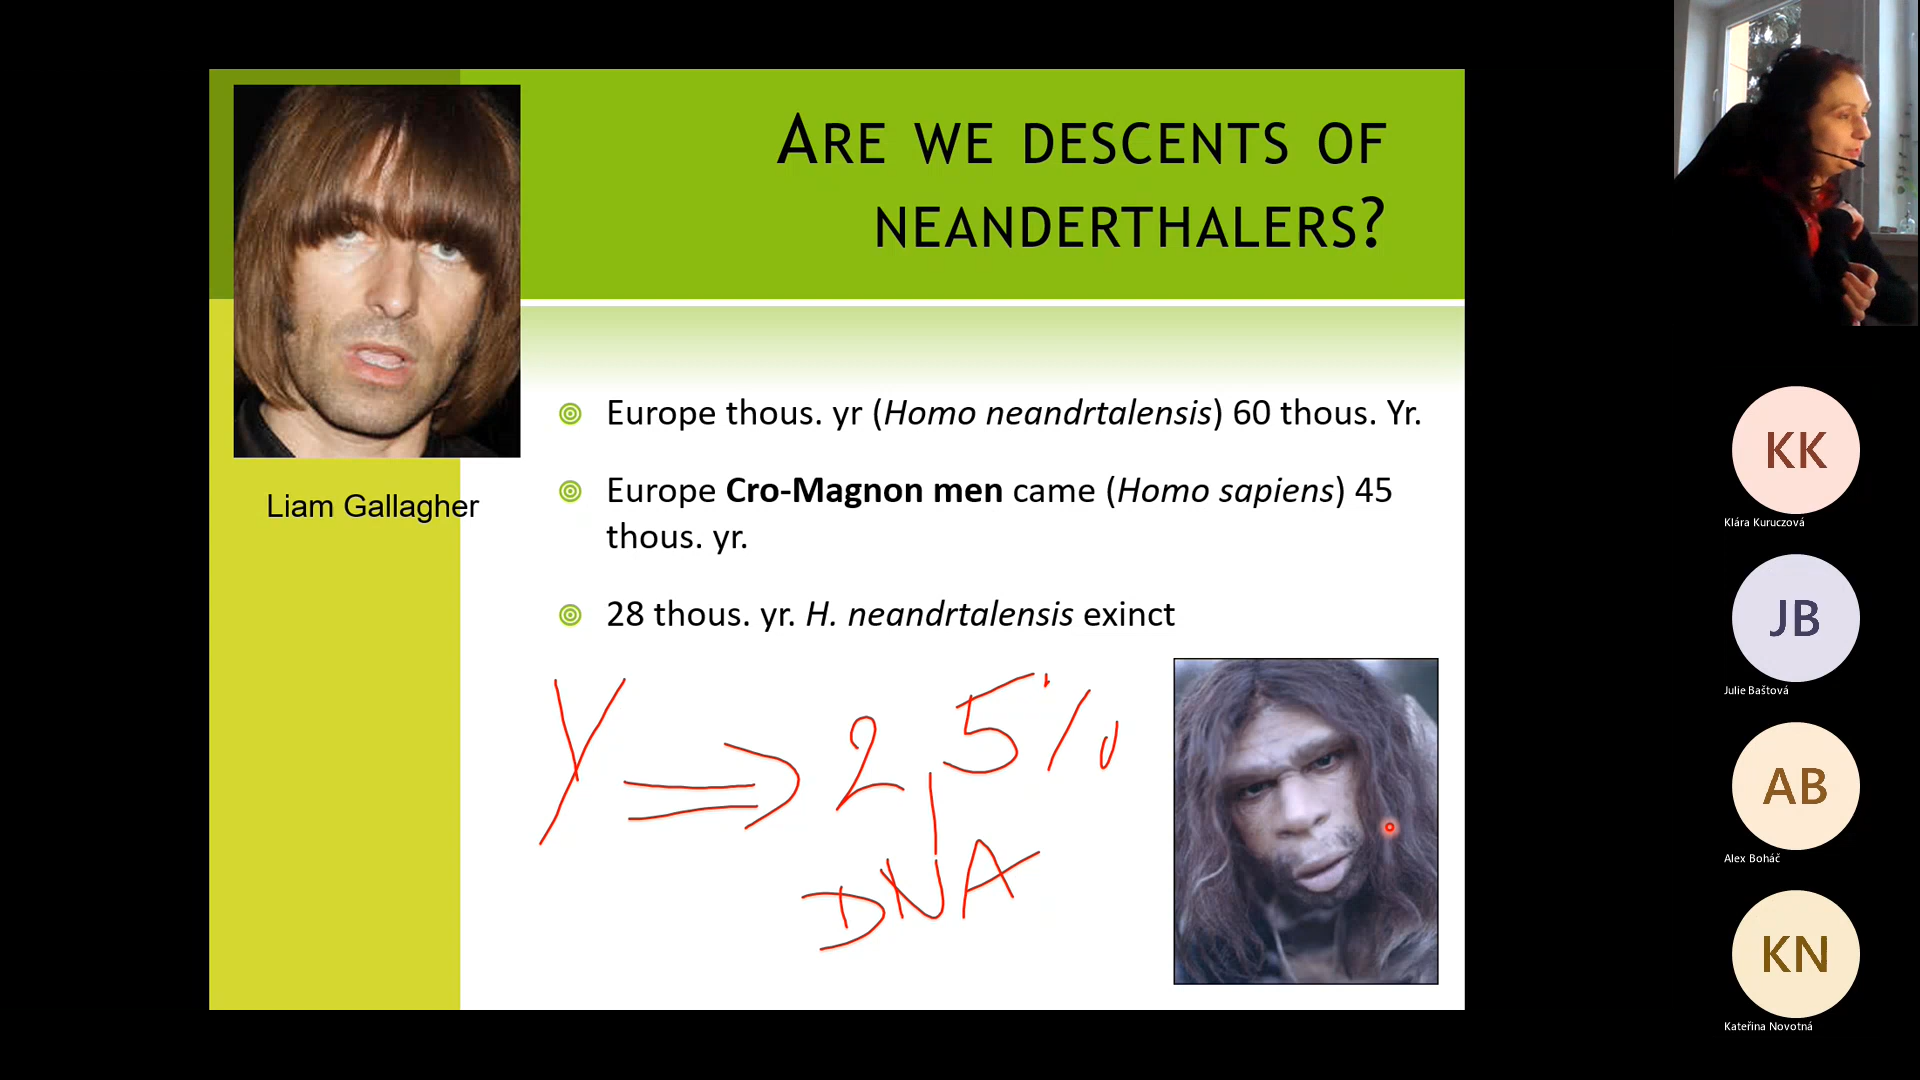 ARE WE DESCENTS OF
NEANDERTHALERS?
Liam Gallagher
Europe thous. yr (Homo neandrtalensis) 60 thous. Yr.
Europe Cro-Magnon men came (Homo sapiens) 45
thous. yr.
28 thous. yr. H. neandrtalensis exinct
Y ⇒ 2,5%
DNA
KK
Klára Kuruczová
JB
Julie Baštová
AB
Alex Boháč
KN
Kateřina Novotná